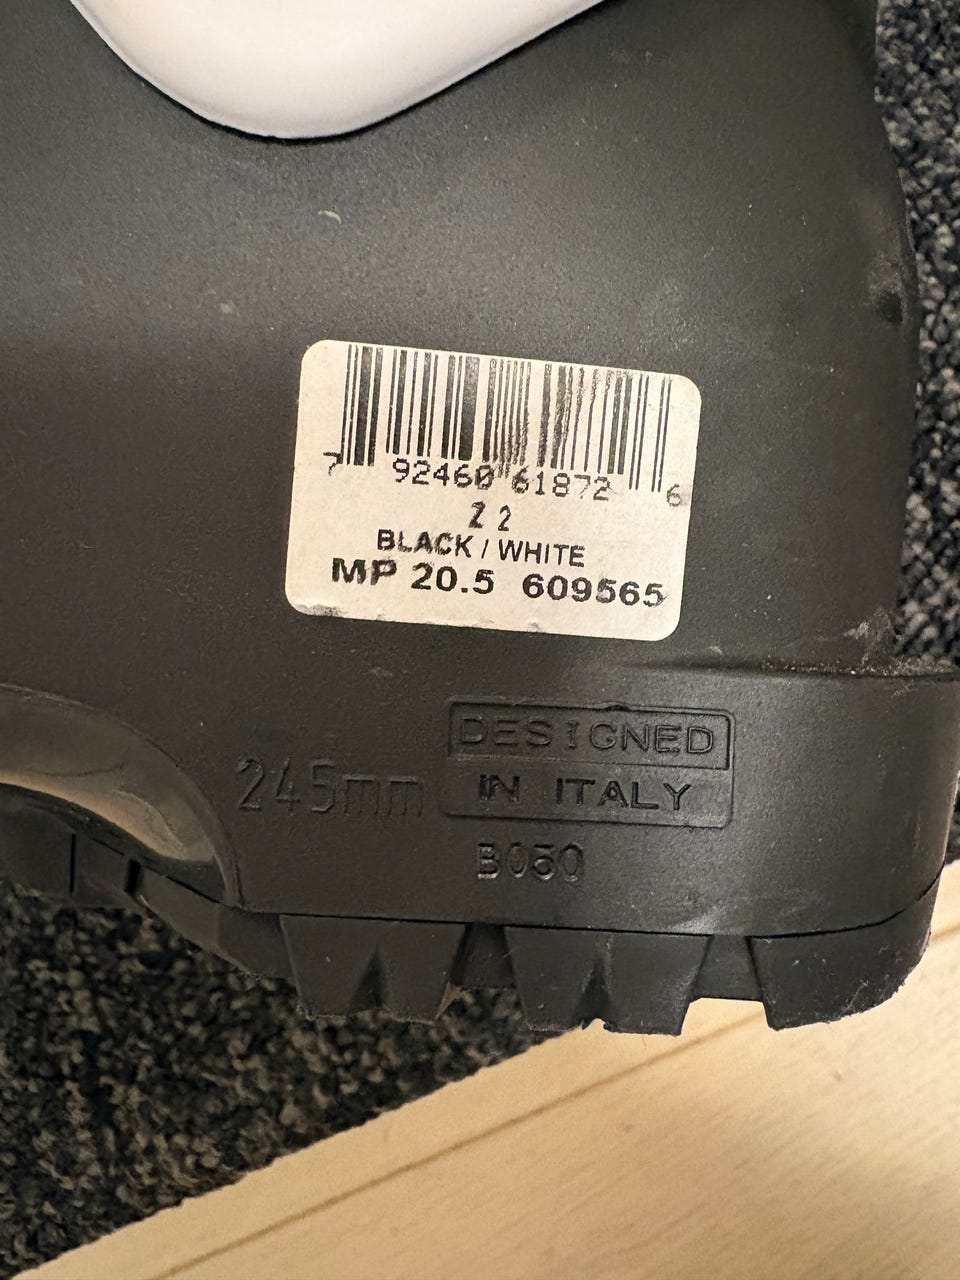 7 92460 61872 6
Z 2
BLACK / WHITE
MP 20.5 609565
DESIGNED
245mm IN ITALY
B050